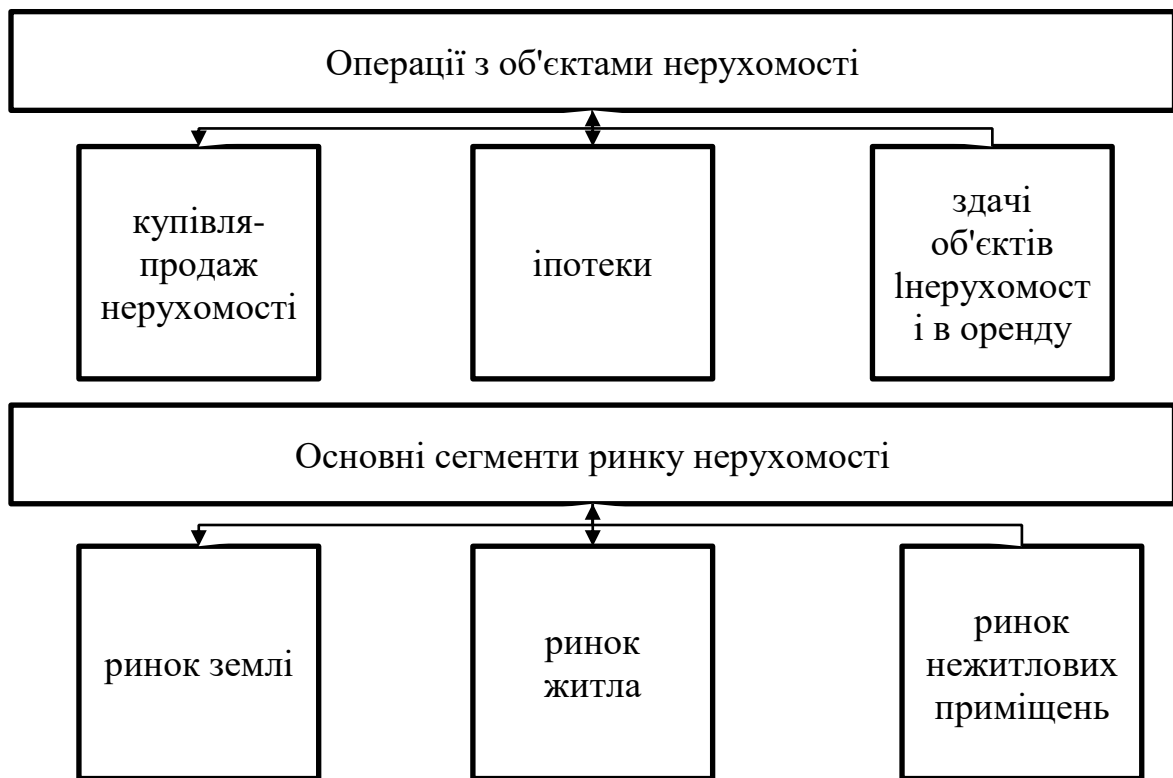 Операції з об'єктами нерухомості
купівля-
продаж
нерухомості
іпотеки
здачі
об'єктів
lнерухомост
і в оренду
Основні сегменти ринку нерухомості
ринок землі
ринок
житла
ринок
нежитлових
приміщень